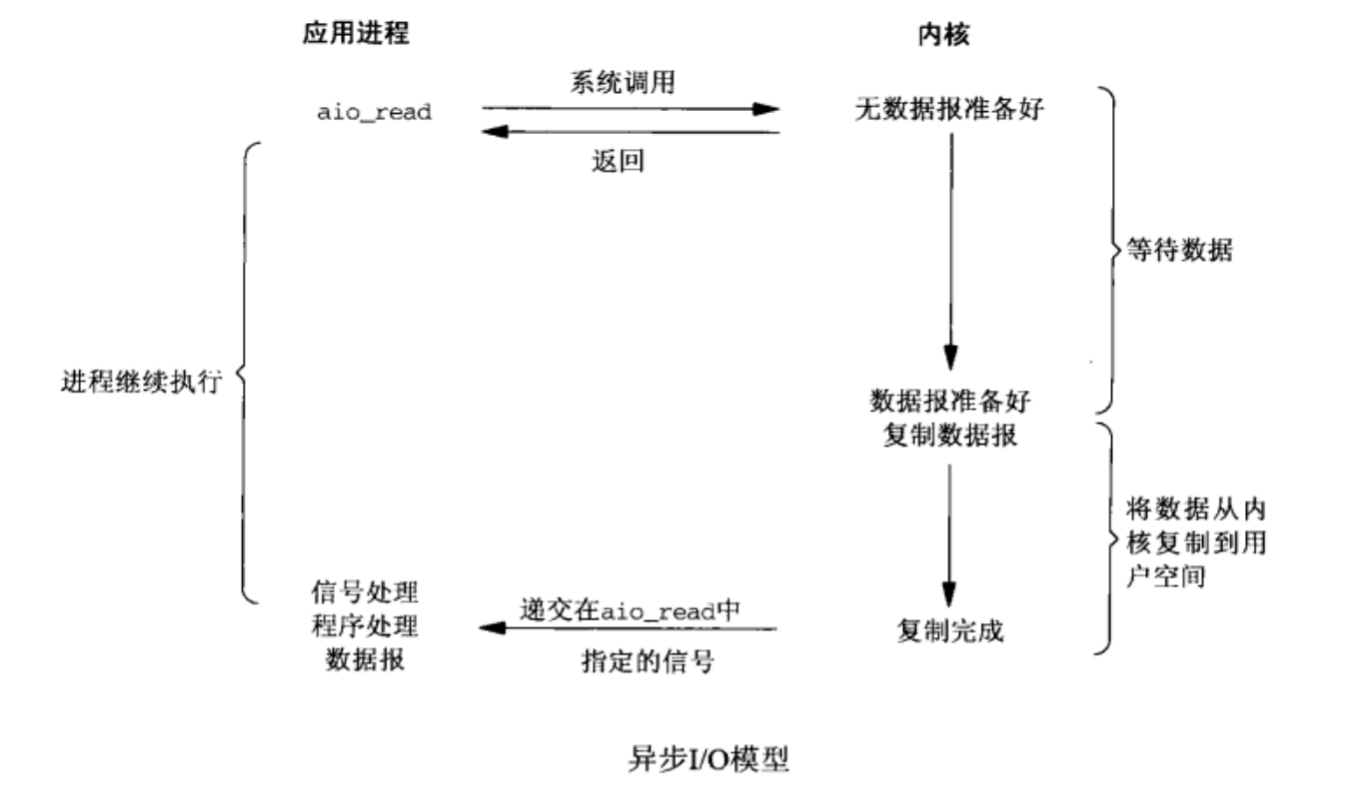 应用进程
内核
系统调用
aio_read
无数据报准备好
返回
等待数据
进程继续执行
数据报准备好
复制数据报
将数据从内
核复制到用
户空间
信号处理
程序处理
数据报
递交在aio_read中
指定的信号
复制完成
异步I/O模型